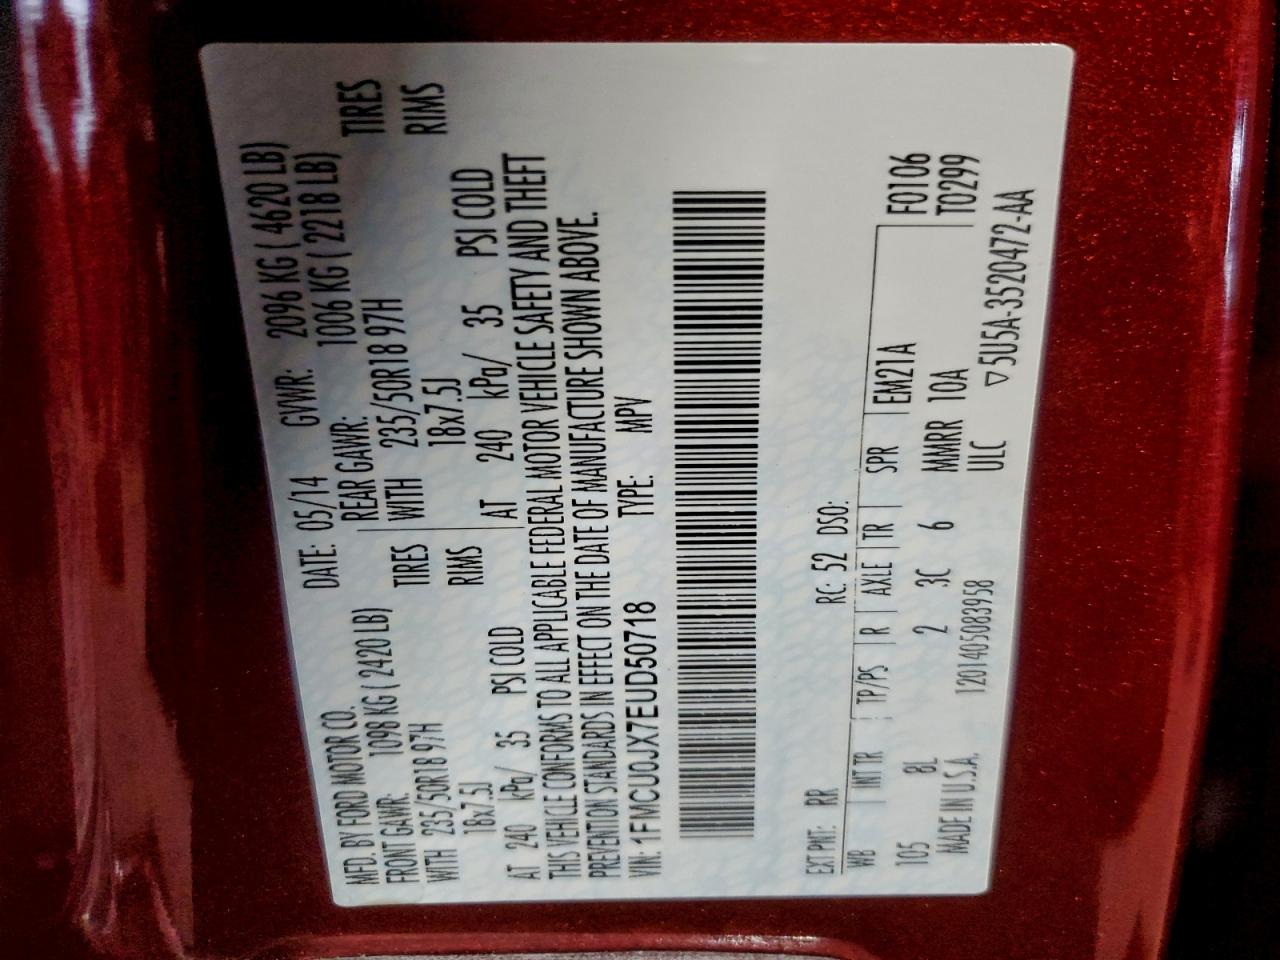 MFD. BY FORD MOTOR CO.
DATE: 05/14 GVWR: 2096 KG ( 4620 LB)
FRONT GAWR: 1098 KG ( 2420 LB) REAR GAWR: 1006 KG ( 2218 LB)
WITH 235/50R18 97H TIRES WITH 235/50R18 97H TIRES
18x7.5J RIMS 18x7.5J RIMS
AT 240 kPa/ 35 PSI COLD AT 240 kPa/ 35 PSI COLD
THIS VEHICLE CONFORMS TO ALL APPLICABLE FEDERAL MOTOR VEHICLE SAFETY AND THEFT
PREVENTION STANDARDS IN EFFECT ON THE DATE OF MANUFACTURE SHOWN ABOVE.
VIN: 1FMCU0JX7EUD50718 TYPE: MPV
EXT PNT: RR RC: 52 DSO:
WB INT TR TP/PS R AXLE TR SPR EM21A F0106
105 8L 2 3C 6 MMRR 10A T0299
MADE IN U.S.A. 1201405083958 ULC ▽5U5A-3520472-AA